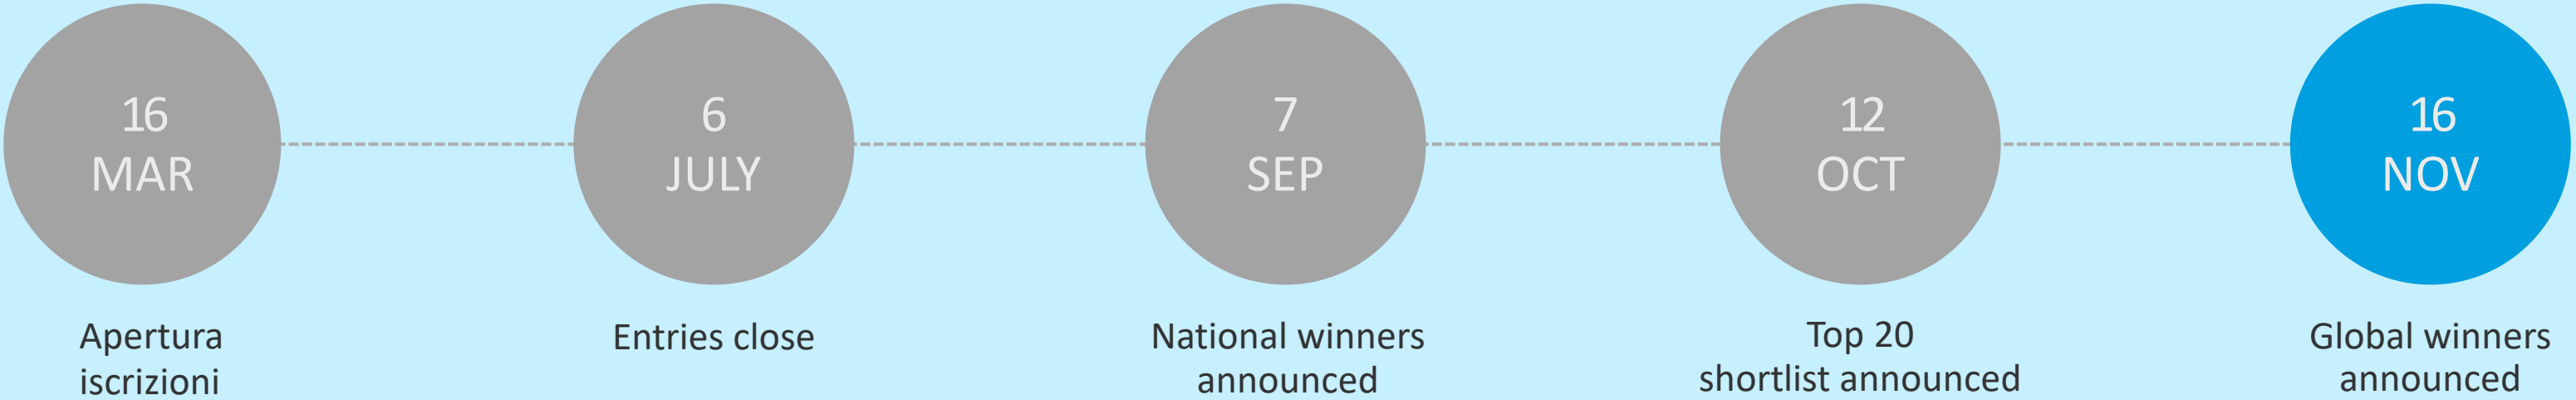 16
MAR
Apertura
iscrizioni
6
JULY
Entries close
7
SEP
National winners
announced
12
OCT
Top 20
shortlist announced
16
NOV
Global winners
announced